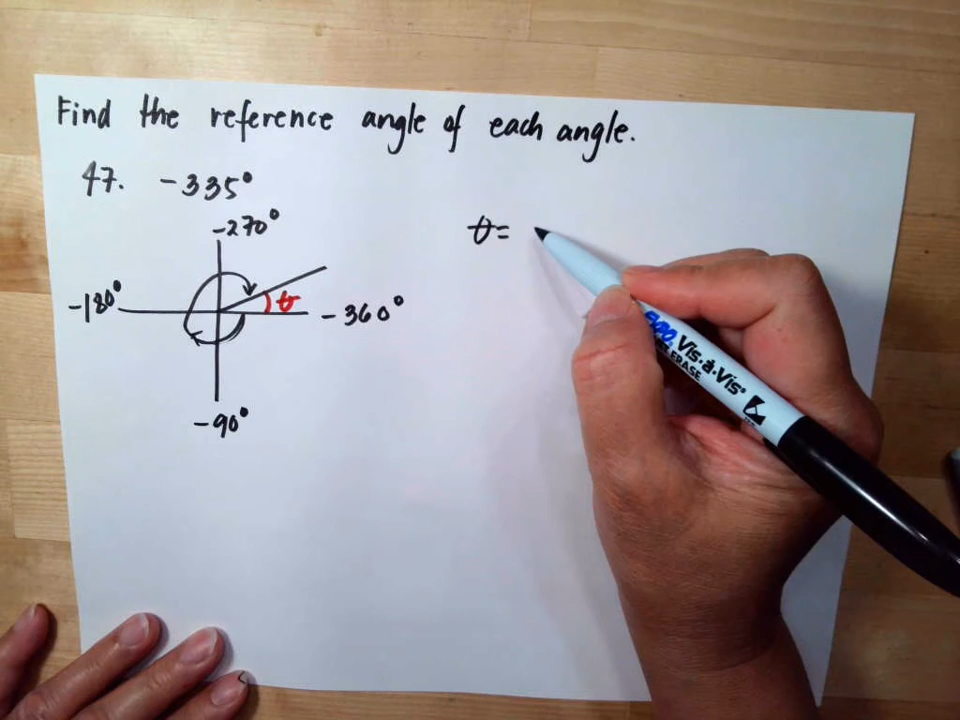 Find the reference angle of each angle.
47. -335°
-270°
θ=
-180°
θ
-360°
-90°
Vis·à·Vis
ERASE